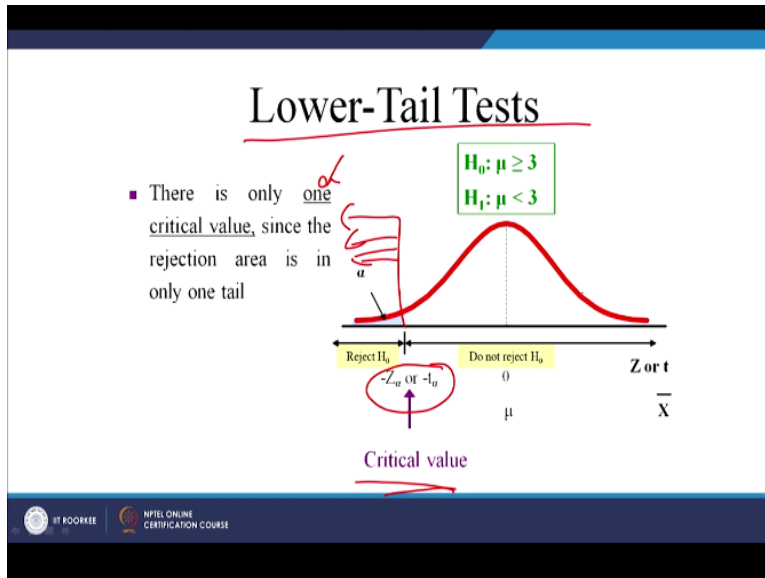 Lower-Tail Tests
■ There is only one
critical value, since the
rejection area is in
only one tail
α
H₀: μ ≥ 3
H₁: μ < 3
α
Reject H₀
Do not reject H₀
-Zα or -tα
0
Z or t
μ
X̄
Critical value
IIT ROORKEE
NPTEL ONLINE
CERTIFICATION COURSE